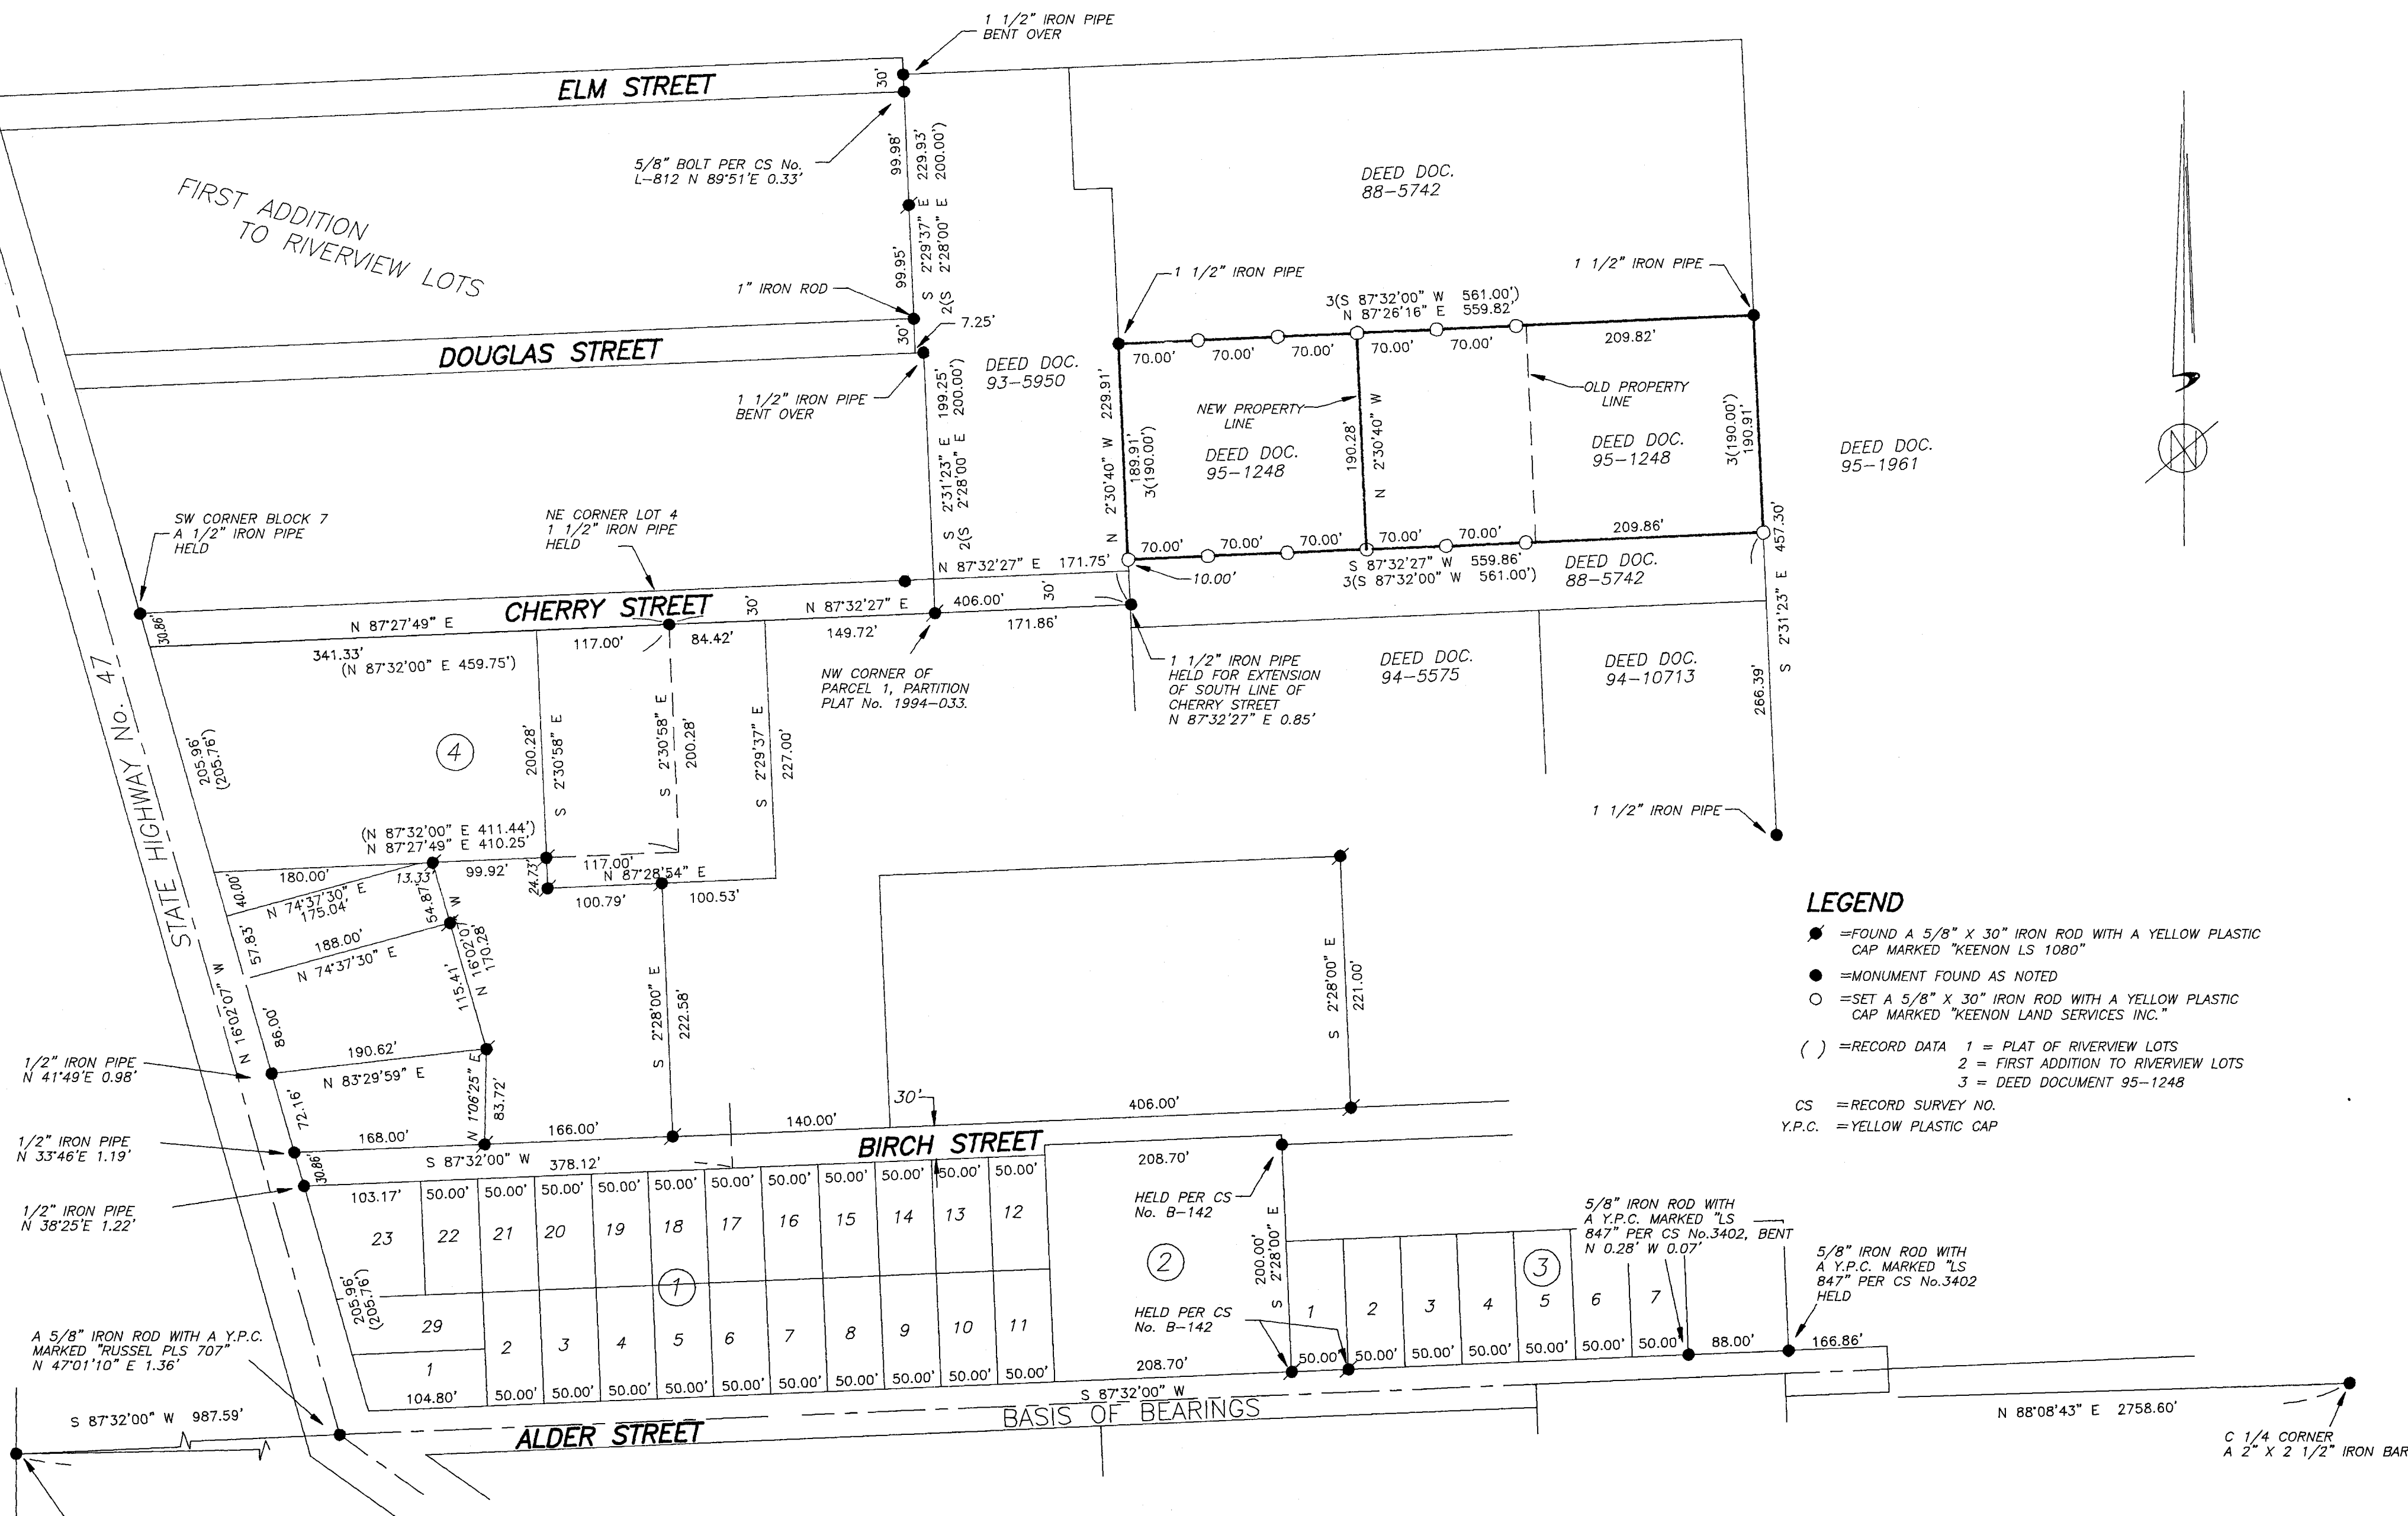 1 1/2" IRON PIPE
BENT OVER
ELM STREET
30'
5/8" BOLT PER CS No.
L-812 N 89°51'E 0.33'
99.98'
229.93'
200.00')
S 2°29'37" E
2(S 2°28'00" E
99.95'
FIRST ADDITION
TO RIVERVIEW LOTS
1" IRON ROD
30'
7.25'
DOUGLAS STREET
1 1/2" IRON PIPE
BENT OVER
DEED DOC.
93-5950
S 2°31'23" E 199.25'
2(S 2°28'00" E 200.00')
DEED DOC.
88-5742
1 1/2" IRON PIPE
1 1/2" IRON PIPE
3(S 87°32'00" W 561.00')
N 87°26'16" E 559.82'
70.00'
70.00'
70.00'
70.00'
70.00'
209.82'
N 2°30'40" W 229.91'
189.91'
3(190.00')
NEW PROPERTY
LINE
OLD PROPERTY
LINE
DEED DOC.
95-1248
190.28'
N 2°30'40" W
DEED DOC.
95-1248
3(190.00')
190.91'
DEED DOC.
95-1961
N
70.00'
70.00'
70.00'
70.00'
70.00'
209.86'
S 87°32'27" W 559.86'
3(S 87°32'00" W 561.00')
DEED DOC.
88-5742
10.00'
S 2°31'23" E 457.30'
266.39'
SW CORNER BLOCK 7
A 1/2" IRON PIPE
HELD
NE CORNER LOT 4
1 1/2" IRON PIPE
HELD
N 87°32'27" E 171.75'
30.86'
N 87°27'49" E
CHERRY STREET
30'
N 87°32'27" E
406.00'
30'
341.33'
(N 87°32'00" E 459.75')
117.00'
84.42'
149.72'
171.86'
NW CORNER OF
PARCEL 1, PARTITION
PLAT No. 1994-033.
1 1/2" IRON PIPE
HELD FOR EXTENSION
OF SOUTH LINE OF
CHERRY STREET
N 87°32'27" E 0.85'
DEED DOC.
94-5575
DEED DOC.
94-10713
1 1/2" IRON PIPE
STATE HIGHWAY No. 47
205.96'
(205.76')
4
200.28'
S 2°30'58" E
S 2°30'58" E
200.28'
S 2°29'37" E
227.00'
(N 87°32'00" E 411.44')
N 87°27'49" E 410.25'
180.00'
13.33'
99.92'
24.73'
117.00'
N 87°28'54" E
100.79'
100.53'
40.00'
N 74°37'30" E
175.04'
54.87'
57.83'
188.00'
N 74°37'30" E
N 16°02'07" W
170.28'
115.41'
N 16°02'07" W
86.00'
190.62'
N 83°29'59" E
S 2°28'00" E
222.58'
S 2°28'00" E
221.00'
1/2" IRON PIPE
N 41°49'E 0.98'
72.16'
N 1°06'25" E
83.72'
1/2" IRON PIPE
N 33°46'E 1.19'
168.00'
166.00'
140.00'
30'
406.00'
BIRCH STREET
30.86'
S 87°32'00" W
378.12'
1/2" IRON PIPE
N 38°25'E 1.22'
103.17'
50.00'
50.00'
50.00'
50.00'
50.00'
50.00'
50.00'
50.00'
50.00'
50.00'
50.00'
208.70'
23
22
21
20
19
18
17
16
15
14
13
12
1
2
HELD PER CS
No. B-142
200.00'
S 2°28'00" E
HELD PER CS
No. B-142
205.96'
(205.76')
29
1
2
3
4
5
6
7
8
9
10
11
104.80'
50.00'
50.00'
50.00'
50.00'
50.00'
50.00'
50.00'
50.00'
50.00'
50.00'
208.70'
3
1
2
3
4
5
6
7
50.00'
50.00'
50.00'
50.00'
50.00'
50.00'
50.00'
88.00'
166.86'
5/8" IRON ROD WITH
A Y.P.C. MARKED "LS
847" PER CS No.3402, BENT
N 0.28' W 0.07'
5/8" IRON ROD WITH
A Y.P.C. MARKED "LS
847" PER CS No.3402
HELD
A 5/8" IRON ROD WITH A Y.P.C.
MARKED "RUSSEL PLS 707"
N 47°01'10" E 1.36'
S 87°32'00" W 987.59'
ALDER STREET
S 87°32'00" W
BASIS OF BEARINGS
N 88°08'43" E 2758.60'
C 1/4 CORNER
A 2" X 2 1/2" IRON BAR
LEGEND
=FOUND A 5/8" X 30" IRON ROD WITH A YELLOW PLASTIC
CAP MARKED "KEENON LS 1080"
=MONUMENT FOUND AS NOTED
=SET A 5/8" X 30" IRON ROD WITH A YELLOW PLASTIC
CAP MARKED "KEENON LAND SERVICES INC."
( ) =RECORD DATA 1 = PLAT OF RIVERVIEW LOTS
2 = FIRST ADDITION TO RIVERVIEW LOTS
3 = DEED DOCUMENT 95-1248
CS =RECORD SURVEY NO.
Y.P.C. =YELLOW PLASTIC CAP